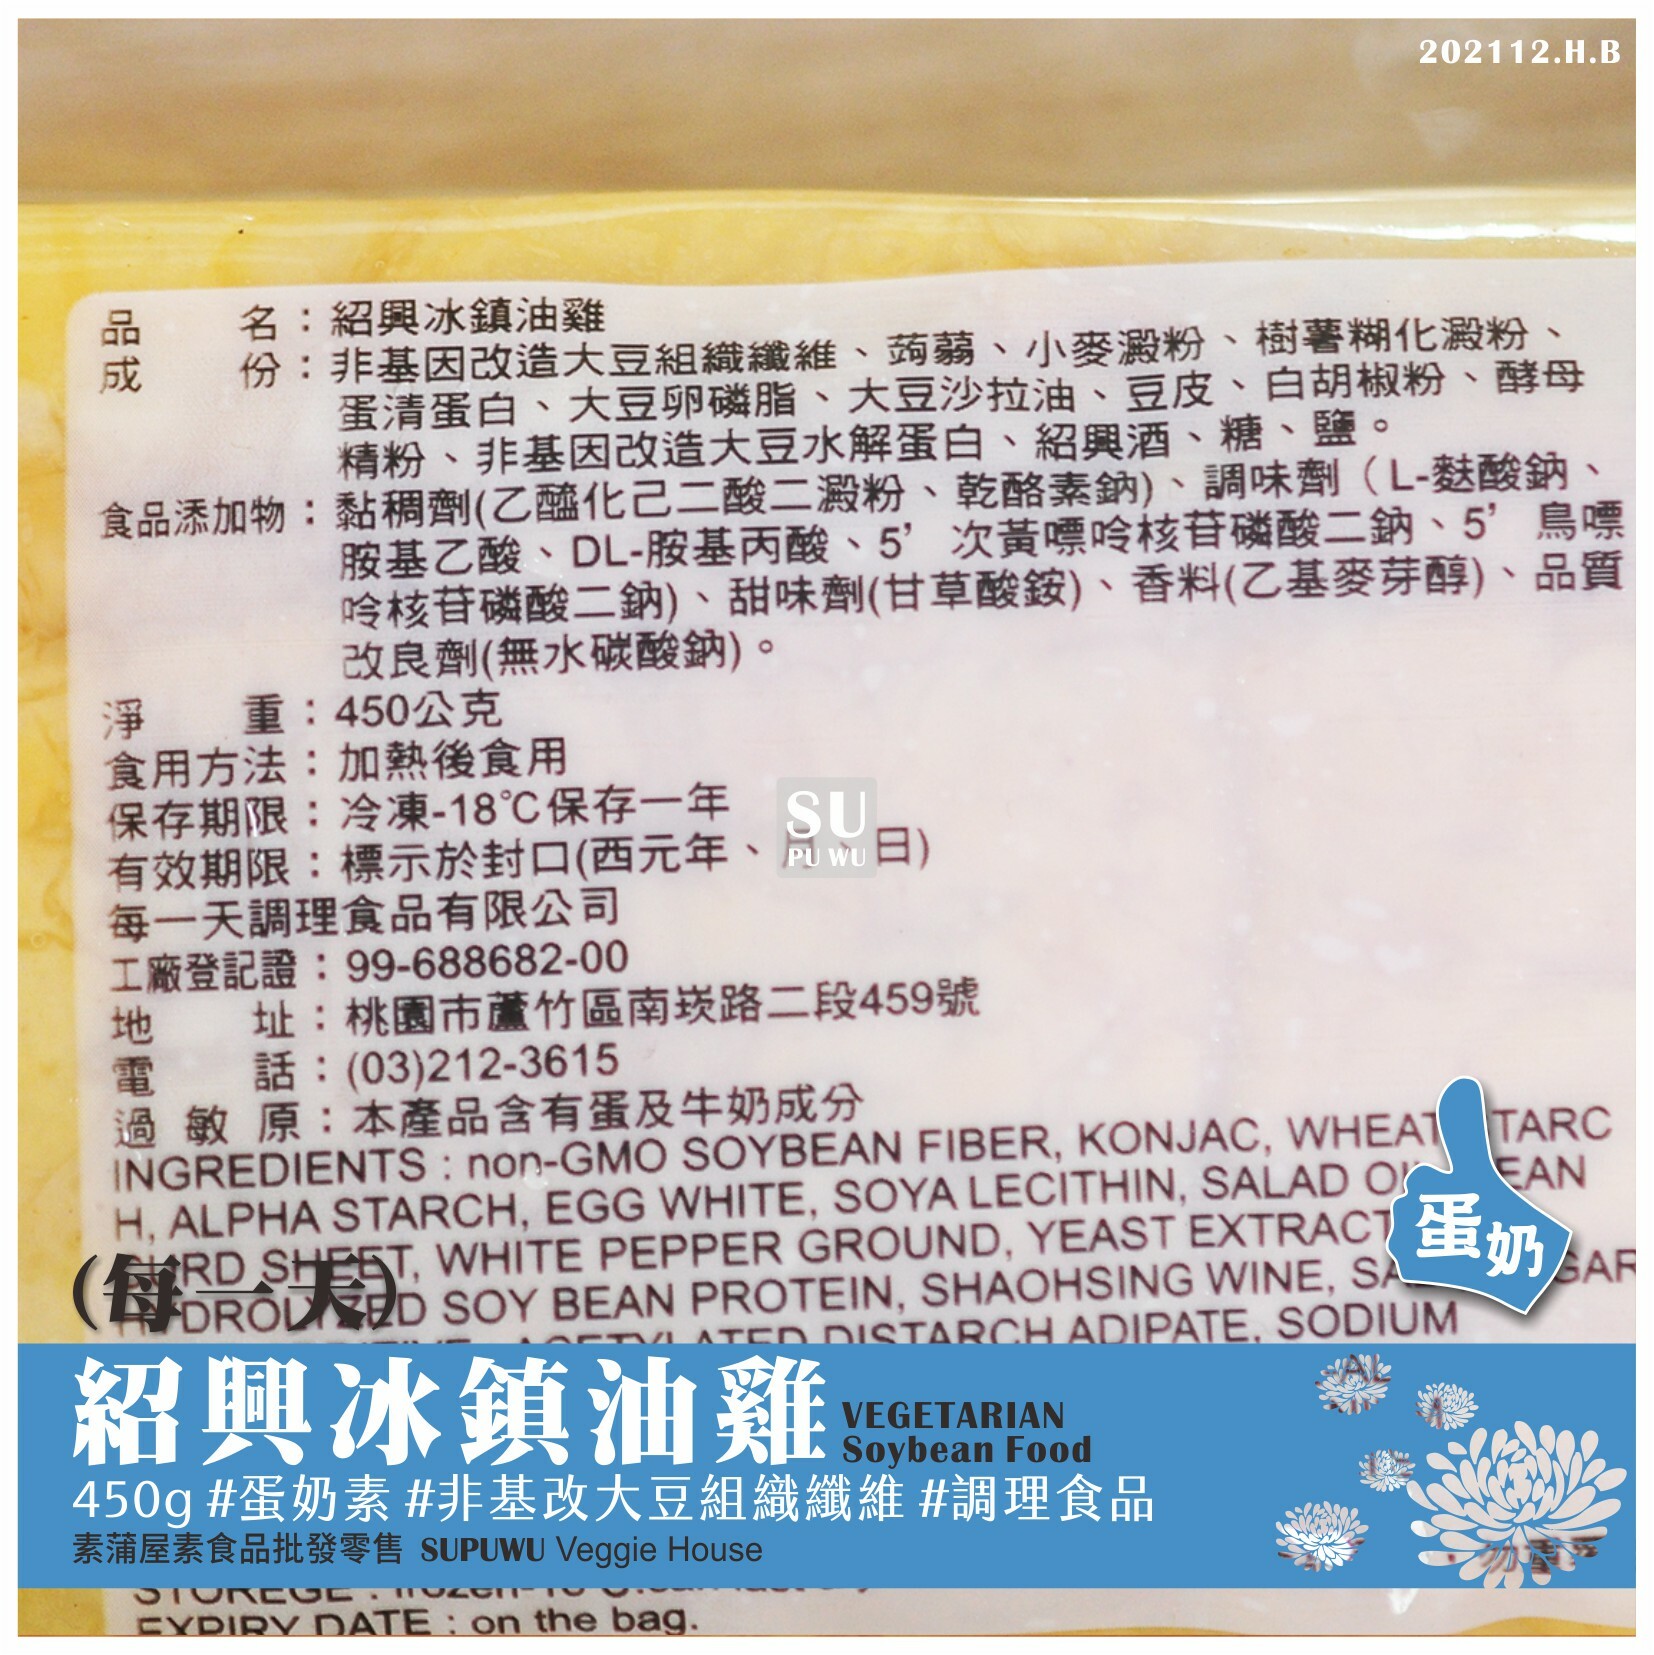 202112.H.B
品名：紹興冰鎮油雞
成份：非基因改造大豆組織纖維、蒟蒻、小麥澱粉、樹薯糊化澱粉、
蛋清蛋白、大豆卵磷脂、大豆沙拉油、豆皮、白胡椒粉、酵母
精粉、非基因改造大豆水解蛋白、紹興酒、糖、鹽。
食品添加物：黏稠劑(乙醯化己二酸二澱粉、乾酪素鈉)、調味劑（L-麩酸鈉、
胺基乙酸、DL-胺基丙酸、5’次黃嘌呤核苷磷酸二鈉、5’鳥嘌
呤核苷磷酸二鈉)、甜味劑(甘草酸銨)、香料(乙基麥芽醇)、品質
改良劑(無水碳酸鈉)。
淨重：450公克
食用方法：加熱後食用
保存期限：冷凍-18℃保存一年
有效期限：標示於封口(西元年、月、日)
SU
PU WU
每一天調理食品有限公司
工廠登記證：99-688682-00
地址：桃園市蘆竹區南崁路二段459號
電話：(03)212-3615
過敏原：本產品含有蛋及牛奶成分
INGREDIENTS : non-GMO SOYBEAN FIBER, KONJAC, WHEAT TARC
H, ALPHA STARCH, EGG WHITE, SOYA LECITHIN, SALAD EAN
SHEET, WHITE PEPPER GROUND, YEAST EXTRACT
SOY BEAN PROTEIN, SHAOHSING WINE,
ACETYLATED DISTARCH ADIPATE, SODIUM
蛋奶
(每一天)
紹興冰鎮油雞
VEGETARIAN
Soybean Food
450g #蛋奶素 #非基改大豆組織纖維 #調理食品
素蒲屋素食品批發零售 SUPUWU Veggie House
EXPIRY DATE : on the bag.